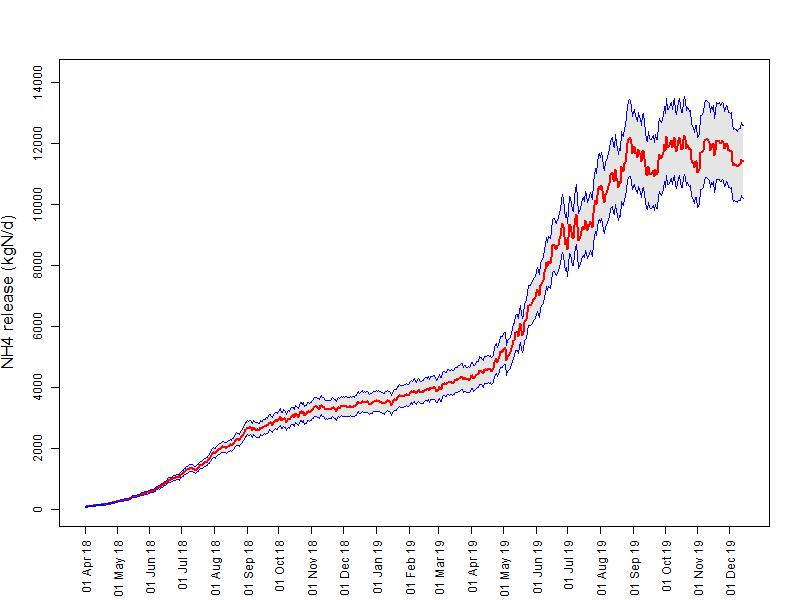 NH4 release (kgN/d)
14000
12000
10000
8000
6000
4000
2000
0
01 Apr 18
01 May 18
01 Jun 18
01 Jul 18
01 Aug 18
01 Sep 18
01 Oct 18
01 Nov 18
01 Dec 18
01 Jan 19
01 Feb 19
01 Mar 19
01 Apr 19
01 May 19
01 Jun 19
01 Jul 19
01 Aug 19
01 Sep 19
01 Oct 19
01 Nov 19
01 Dec 19